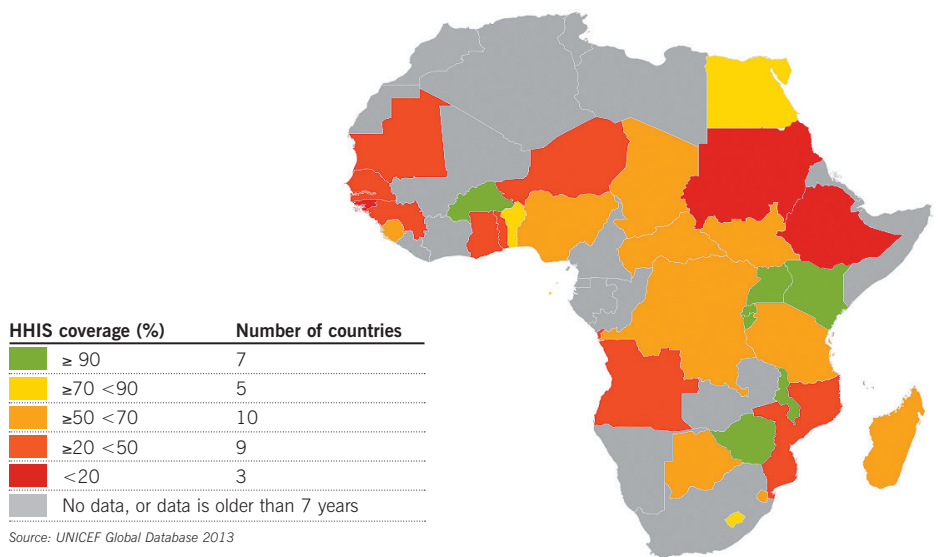 HHIS coverage (%) Number of countries
≥ 90 7
≥70 <90 5
≥50 <70 10
≥20 <50 9
<20 3
No data, or data is older than 7 years
Source: UNICEF Global Database 2013